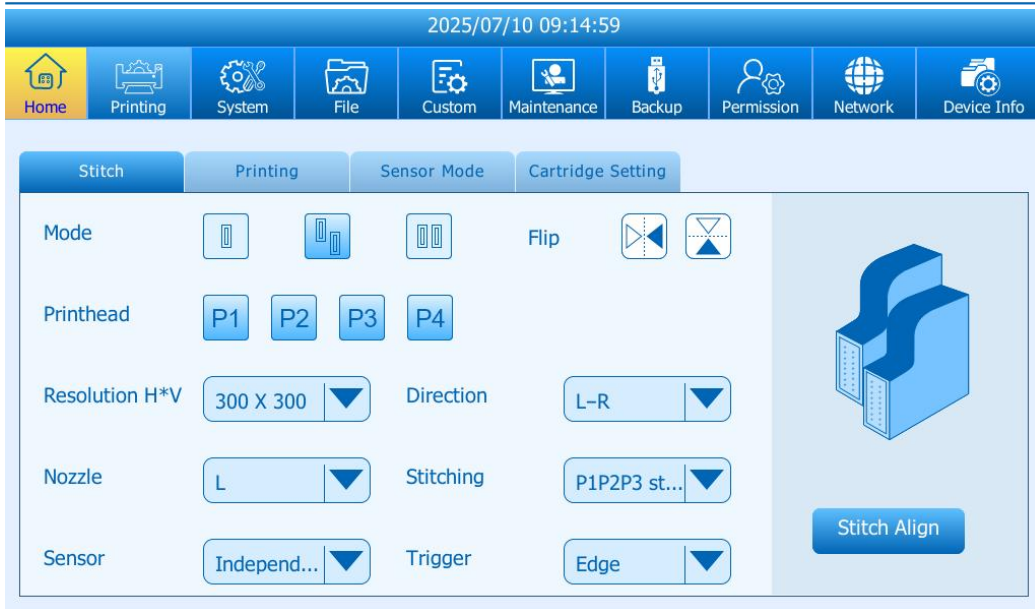 2025/07/10 09:14:59
Home Printing System File Custom Maintenance Backup Permission Network Device Info
Stitch Printing Sensor Mode Cartridge Setting
Mode Flip
Printhead P1 P2 P3 P4
Resolution H*V 300 X 300 Direction L-R
Nozzle L Stitching P1P2P3 st...
Stitch Align
Sensor Independ... Trigger Edge